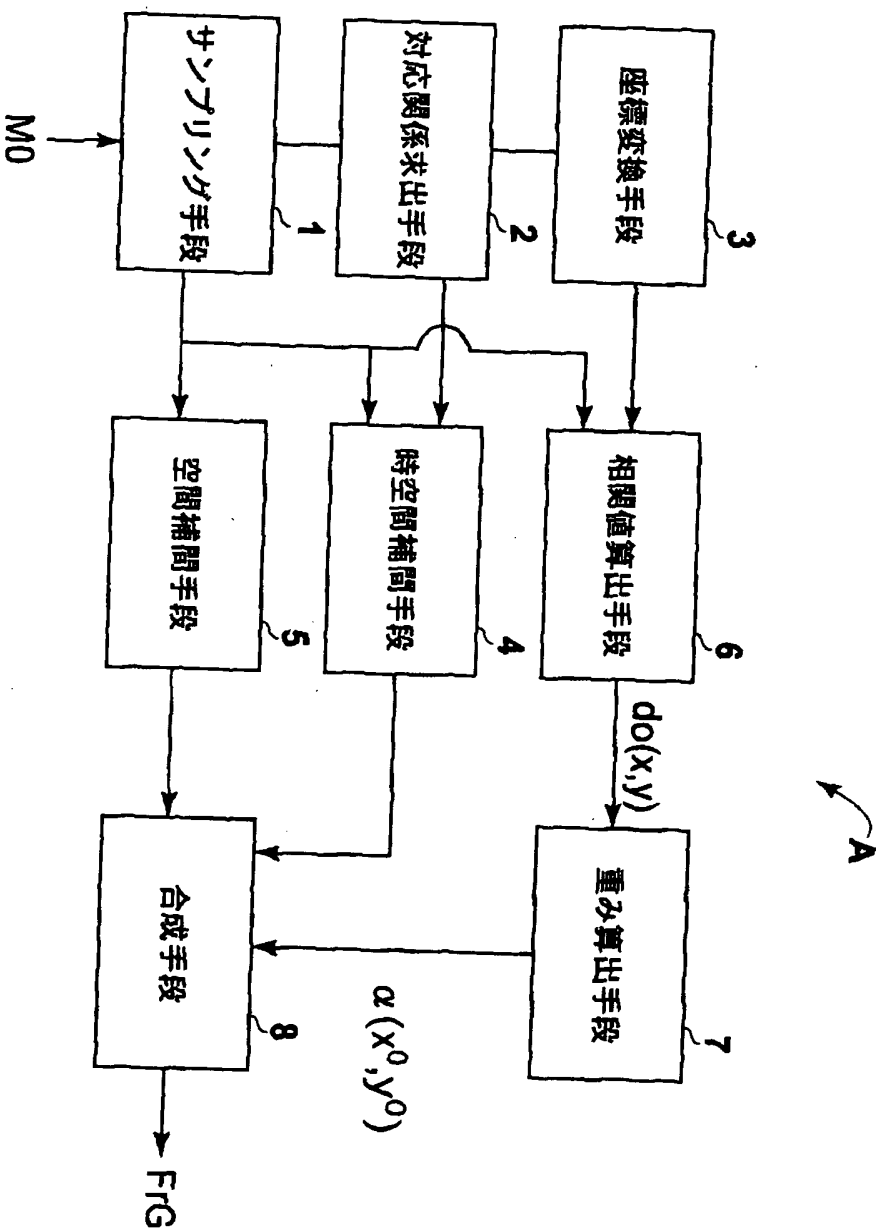 A
M0
サンプリング手段
1
対応関係求出手段
2
座標変換手段
3
空間補間手段
5
時空間補間手段
4
相関値算出手段
6
do(x,y)
重み算出手段
7
α(x⁰,y⁰)
合成手段
8
FrG